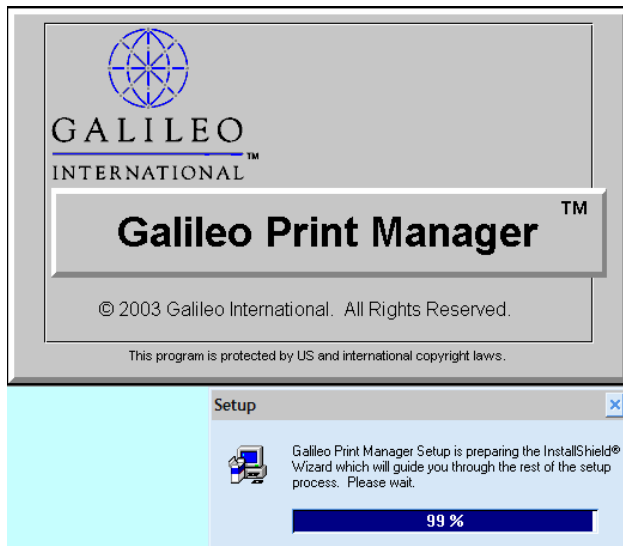 GALILEO
TM
INTERNATIONAL
Galileo Print Manager
TM
© 2003 Galileo International. All Rights Reserved.
This program is protected by US and international copyright laws.
Setup
Galileo Print Manager Setup is preparing the InstallShield®
Wizard which will guide you through the rest of the setup
process. Please wait.
99 %